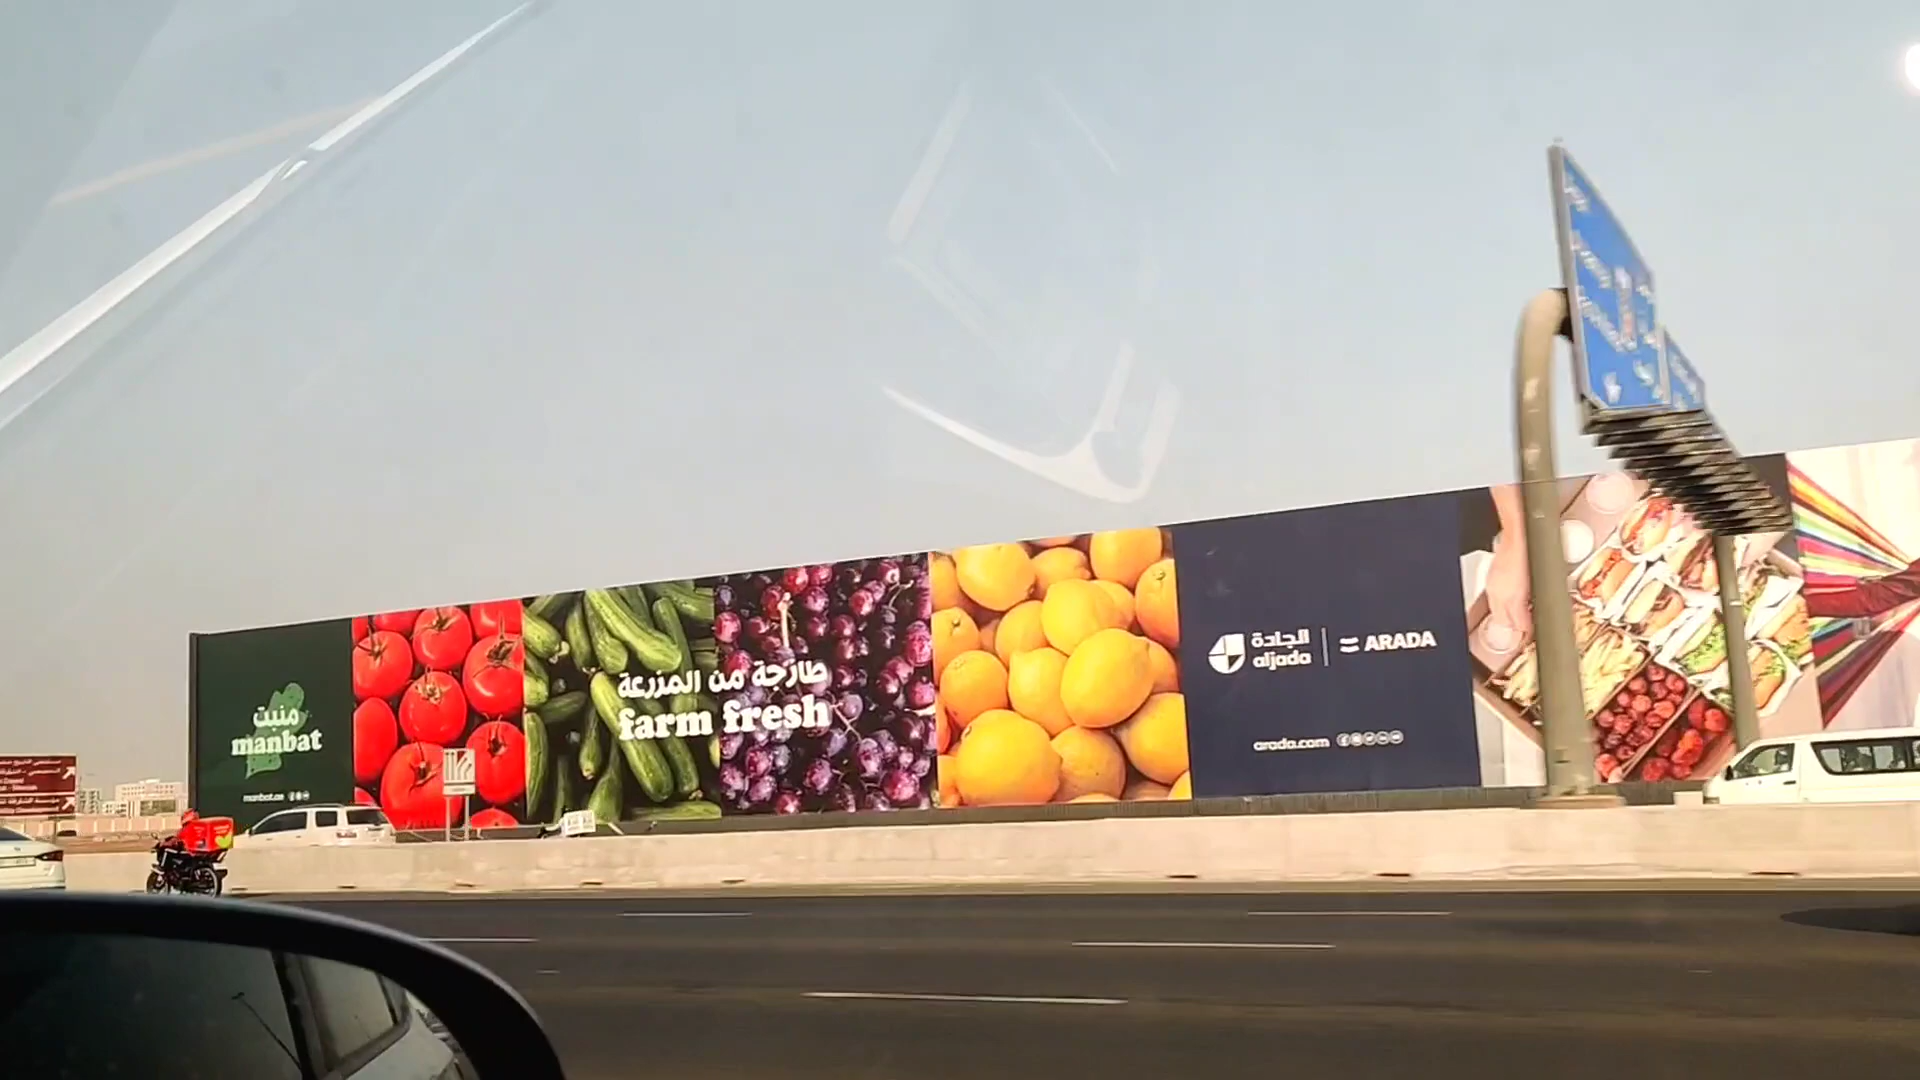 منبت
manbat
manbat.ae
طازجة من المزرعة
farm fresh
الجادة
aljada
ARADA
arada.com